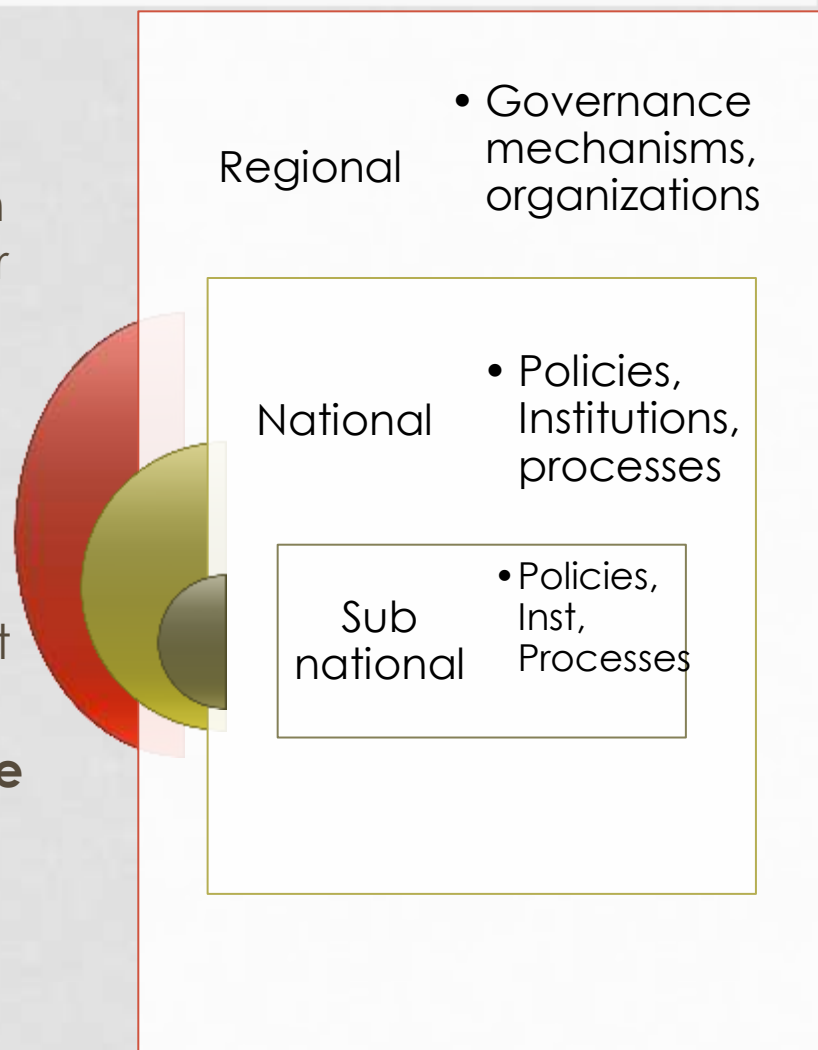 Regional
• Governance
mechanisms,
organizations
National
• Policies,
Institutions,
processes
Sub
national
• Policies,
Inst,
Processes